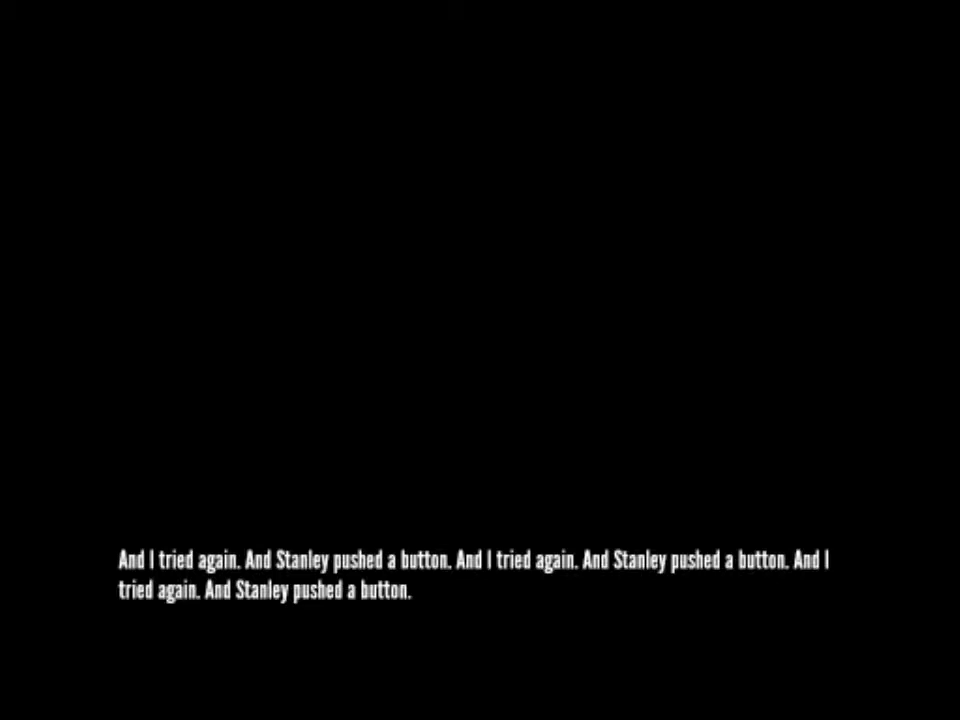 And I tried again. And Stanley pushed a button. And I tried again. And Stanley pushed a button. And I
tried again. And Stanley pushed a button.